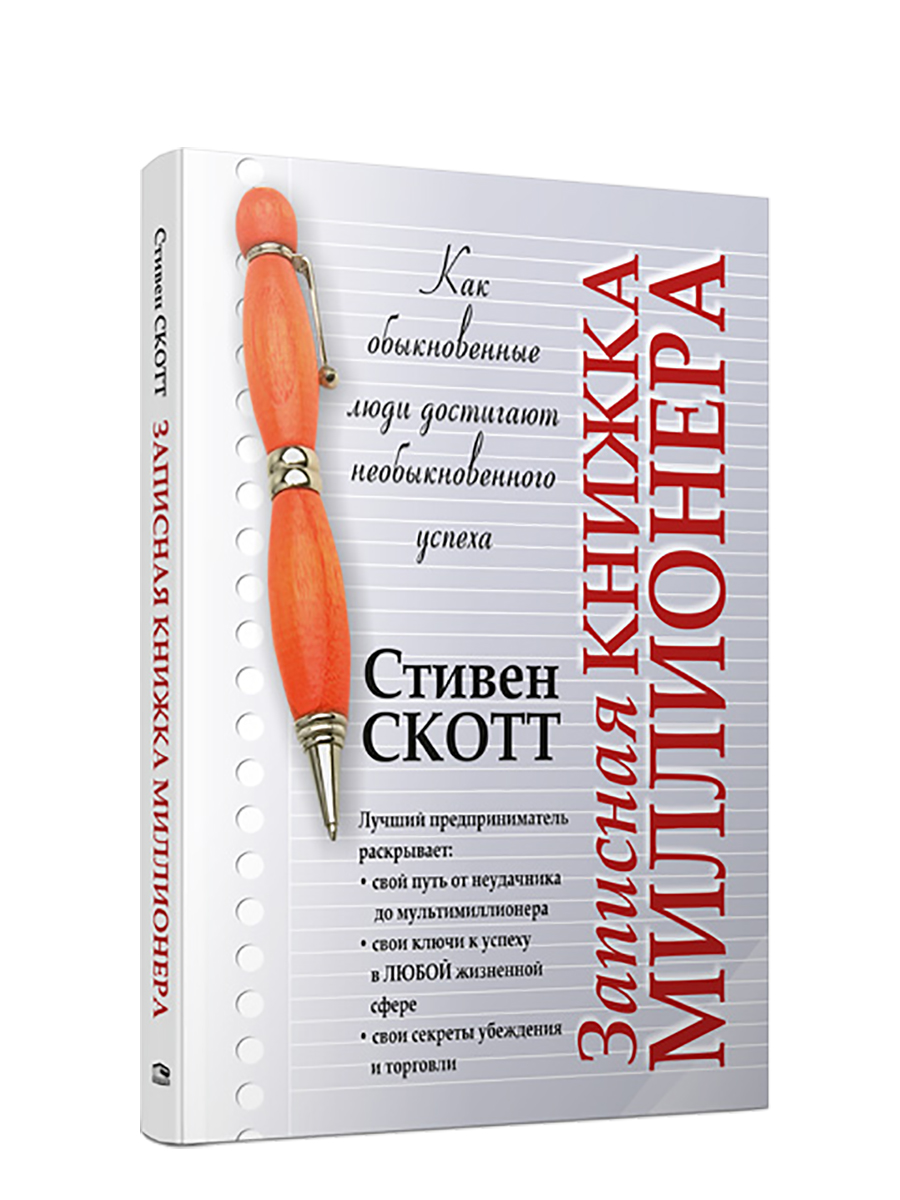 Стивен СКОТТ ЗАПИСНАЯ КНИЖКА МИЛЛИОНЕРА
Как
обыкновенные
люди достигают
необыкновенного
успеха
Записная КНИЖКА
МИЛЛИОНЕРА
Стивен
СКОТТ
Лучший предприниматель
раскрывает:
• свой путь от неудачника
до мультимиллионера
• свои ключи к успеху
в ЛЮБОЙ жизненной
сфере
• свои секреты убеждения
и торговли